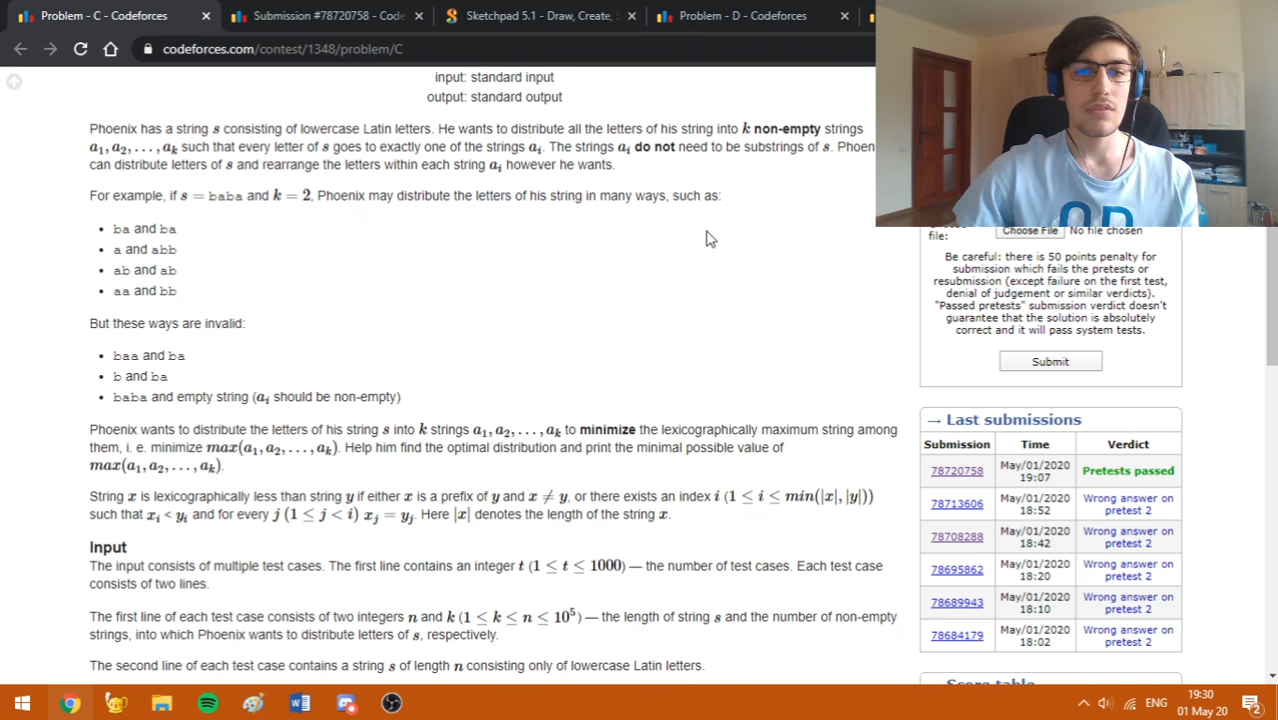 Problem - C - Codeforces
Submission #78720758 - Code
Sketchpad 5.1 - Draw, Create,
Problem - D - Codeforces
codeforces.com/contest/1348/problem/C
input: standard input
output: standard output
Phoenix has a string s consisting of lowercase Latin letters. He wants to distribute all the letters of his string into k non-empty strings
a1, a2, . . . , ak such that every letter of s goes to exactly one of the strings ai. The strings ai do not need to be substrings of s. Phoen
can distribute letters of s and rearrange the letters within each string ai however he wants.
For example, if s = baba and k = 2, Phoenix may distribute the letters of his string in many ways, such as:
• ba and ba
• a and abb
• ab and ab
• aa and bb
But these ways are invalid:
• baa and ba
• b and ba
• baba and empty string (ai should be non-empty)
Phoenix wants to distribute the letters of his string s into k strings a1, a2, . . . , ak to minimize the lexicographically maximum string among
them, i. e. minimize max(a1, a2, . . . , ak). Help him find the optimal distribution and print the minimal possible value of
max(a1, a2, . . . , ak).
String x is lexicographically less than string y if either x is a prefix of y and x ≠ y, or there exists an index i (1 ≤ i ≤ min(|x|, |y|))
such that xi < yi and for every j (1 ≤ j < i) xj = yj. Here |x| denotes the length of the string x.
Input
The input consists of multiple test cases. The first line contains an integer t (1 ≤ t ≤ 1000) — the number of test cases. Each test case
consists of two lines.
The first line of each test case consists of two integers n and k (1 ≤ k ≤ n ≤ 10^5) — the length of string s and the number of non-empty
strings, into which Phoenix wants to distribute letters of s, respectively.
The second line of each test case contains a string s of length n consisting only of lowercase Latin letters.
file:
Choose File No file chosen
Be careful: there is 50 points penalty for
submission which fails the pretests or
resubmission (except failure on the first test,
denial of judgement or similar verdicts).
"Passed pretests" submission verdict doesn't
guarantee that the solution is absolutely
correct and it will pass system tests.
Submit
→ Last submissions
Submission Time Verdict
78720758 May/01/2020 19:07 Pretests passed
78713606 May/01/2020 18:52 Wrong answer on pretest 2
78708288 May/01/2020 18:42 Wrong answer on pretest 2
78695862 May/01/2020 18:20 Wrong answer on pretest 2
78689943 May/01/2020 18:10 Wrong answer on pretest 2
78684179 May/01/2020 18:02 Wrong answer on pretest 2
Score table
ENG
19:30
01 May 20
2